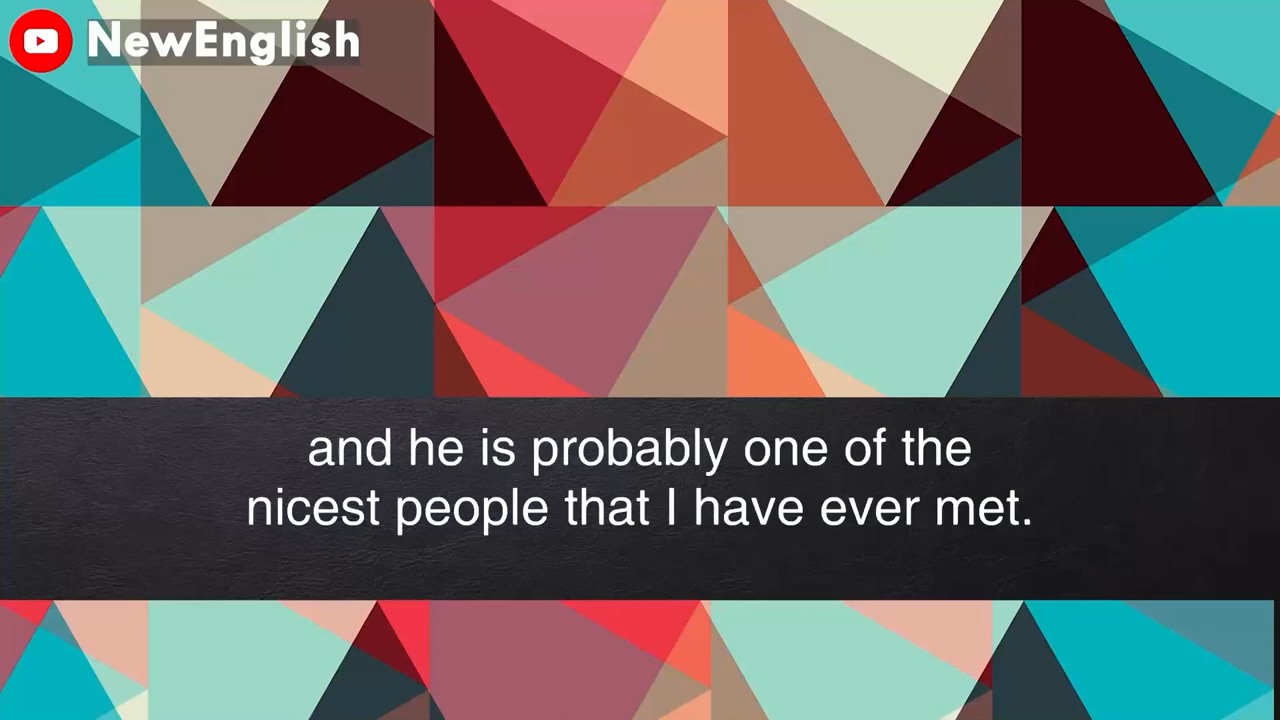 NewEnglish
and he is probably one of the
nicest people that I have ever met.